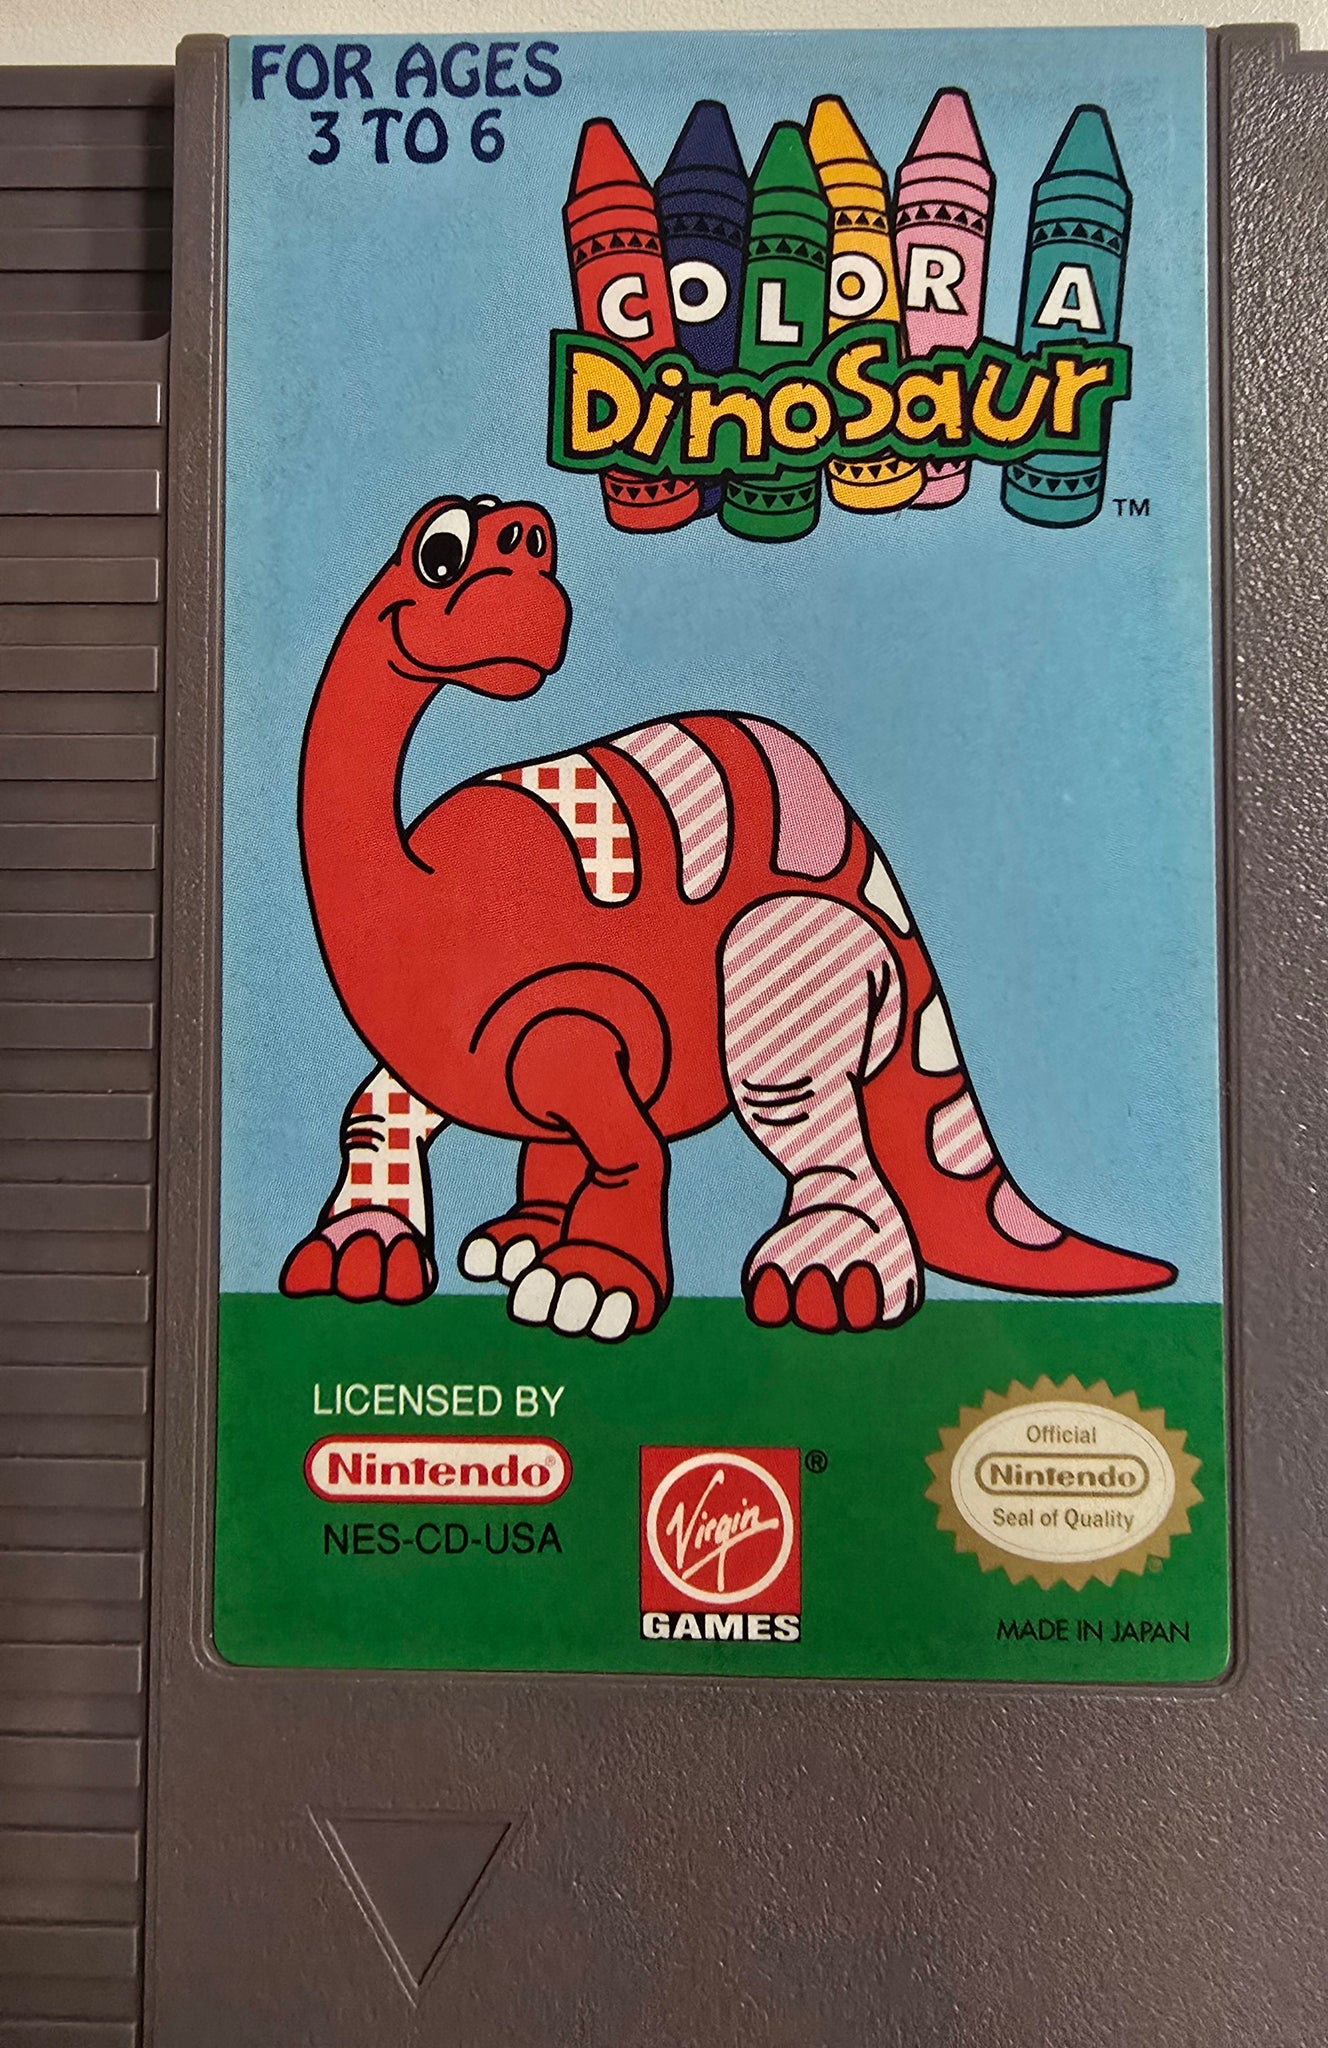 FOR AGES
3 TO 6
COLOR A
DinoSaur
TM
LICENSED BY
Nintendo®
NES-CD-USA
Virgin ®
GAMES
Official
Nintendo
Seal of Quality
®
MADE IN JAPAN